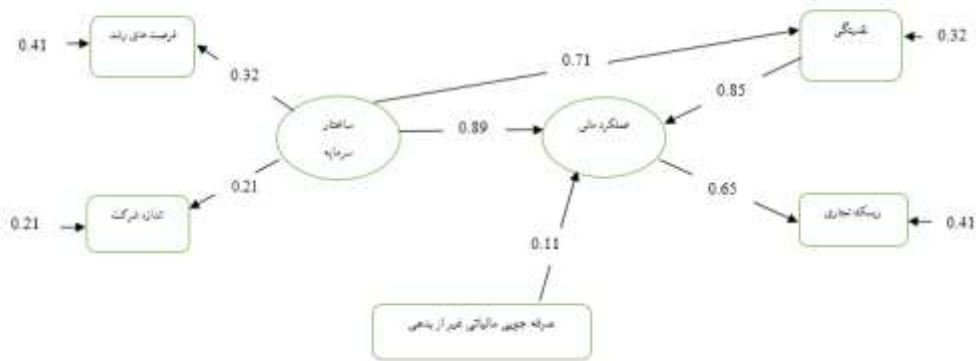 0.41
فرصت های رشد
0.32
0.71
نقدینگی
0.32
0.85
ساختار
سرمایه
0.89
عملکرد مالی
0.21
0.65
0.21
اندازه شرکت
ریسک تجاری
0.41
0.11
صرفه جویی مالیاتی غیر از بدهی